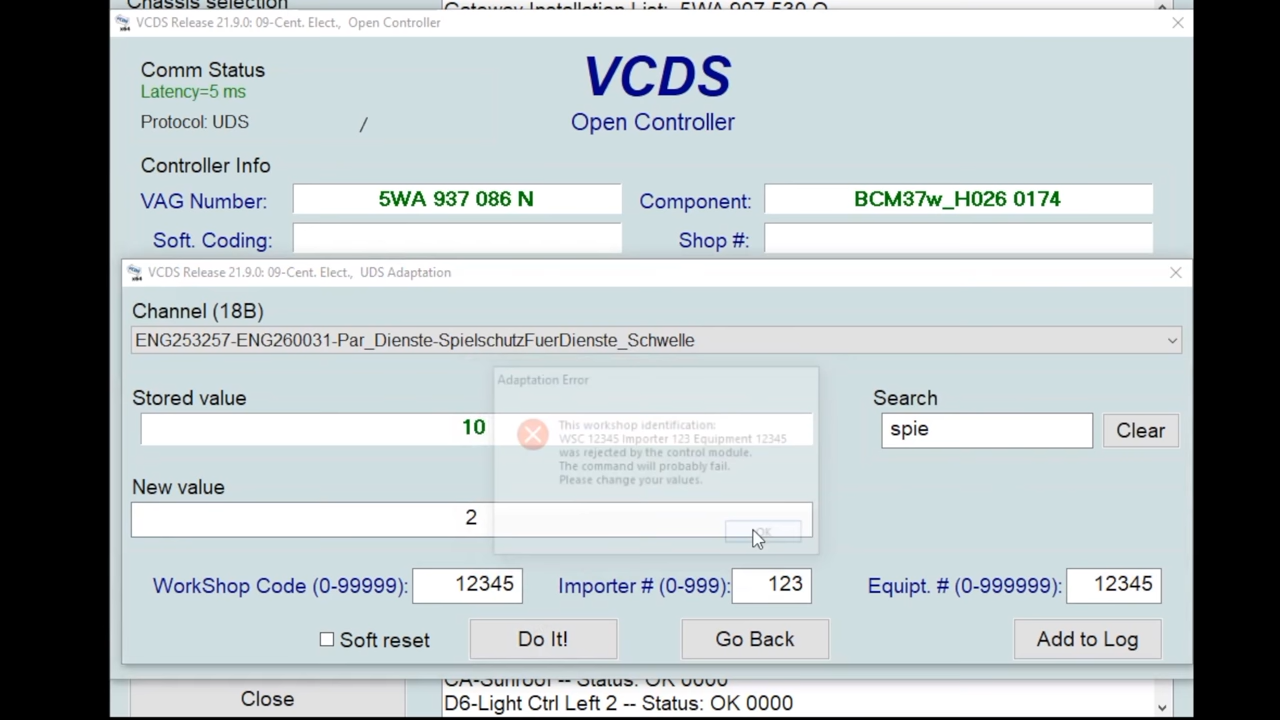 Chassis selection
Gateway Installation List: 5WA 907 530 Q
VCDS Release 21.9.0: 09-Cent. Elect., Open Controller
Comm Status
Latency=5 ms
Protocol: UDS
/
VCDS
Open Controller
Controller Info
VAG Number:
5WA 937 086 N
Component:
BCM37w_H026 0174
Soft. Coding:
Shop #:
VCDS Release 21.9.0: 09-Cent. Elect., UDS Adaptation
Channel (18B)
ENG253257-ENG260031-Par_Dienste-SpielschutzFuerDienste_Schwelle
Stored value
10
Adaptation Error
This workshop identification:
WSC 12345 Importer 123 Equipment 12345
was rejected by the control module.
The command will probably fail.
Please change your values.
OK
Search
spie
Clear
New value
2
WorkShop Code (0-99999):
12345
Importer # (0-999):
123
Equipt. # (0-999999):
12345
Soft reset
Do It!
Go Back
Add to Log
Close
CA-Sunroof -- Status: OK 0000
D6-Light Ctrl Left 2 -- Status: OK 0000